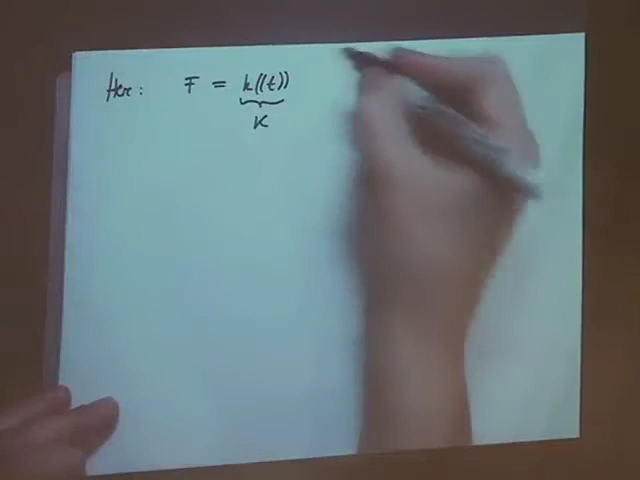 Here: F = k((t))
K